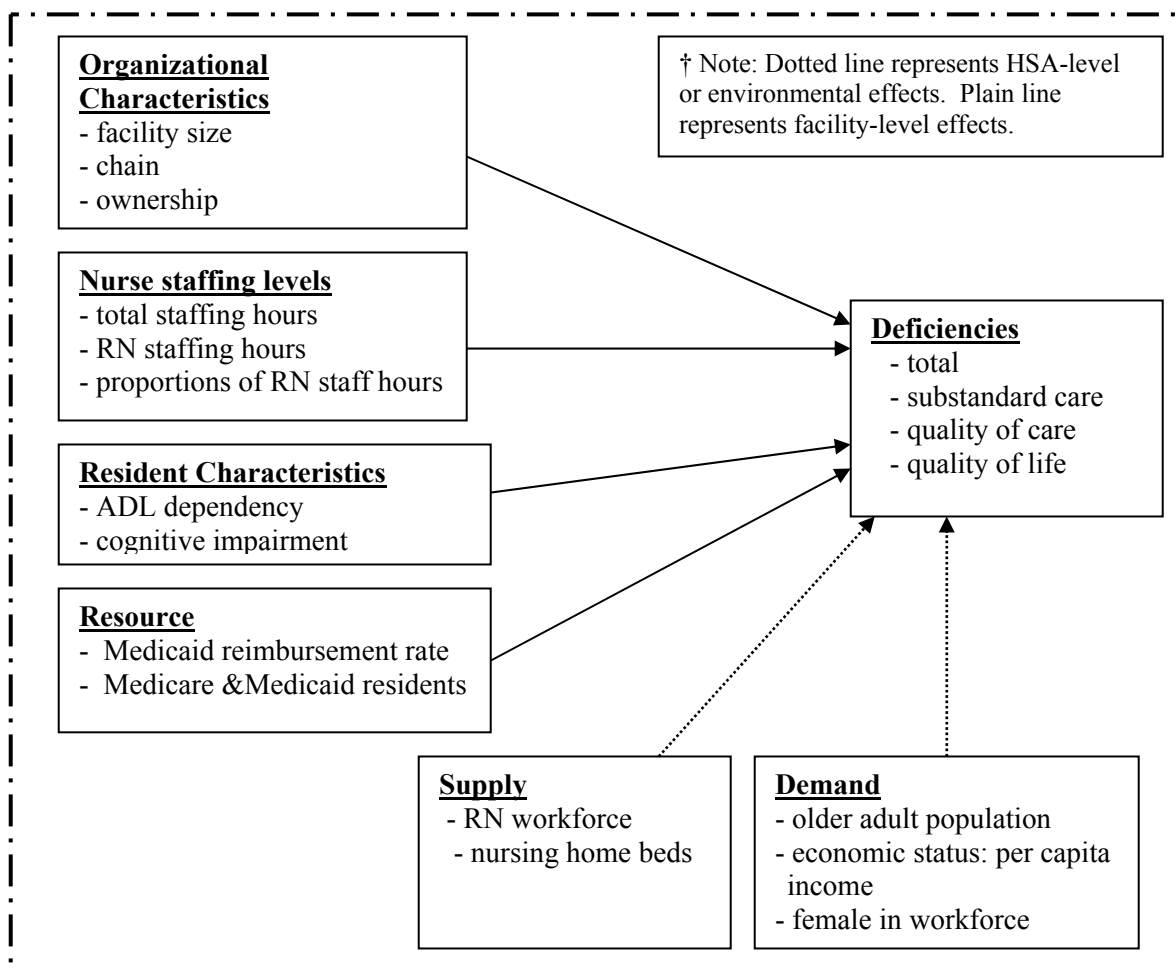 Organizational
Characteristics
- facility size
- chain
- ownership
† Note: Dotted line represents HSA-level
or environmental effects.  Plain line
represents facility-level effects.
Nurse staffing levels
- total staffing hours
- RN staffing hours
- proportions of RN staff hours
Deficiencies
- total
- substandard care
- quality of care
- quality of life
Resident Characteristics
- ADL dependency
- cognitive impairment
Resource
-  Medicaid reimbursement rate
-  Medicare &Medicaid residents
Supply
- RN workforce
- nursing home beds
Demand
- older adult population
- economic status: per capita
income
- female in workforce